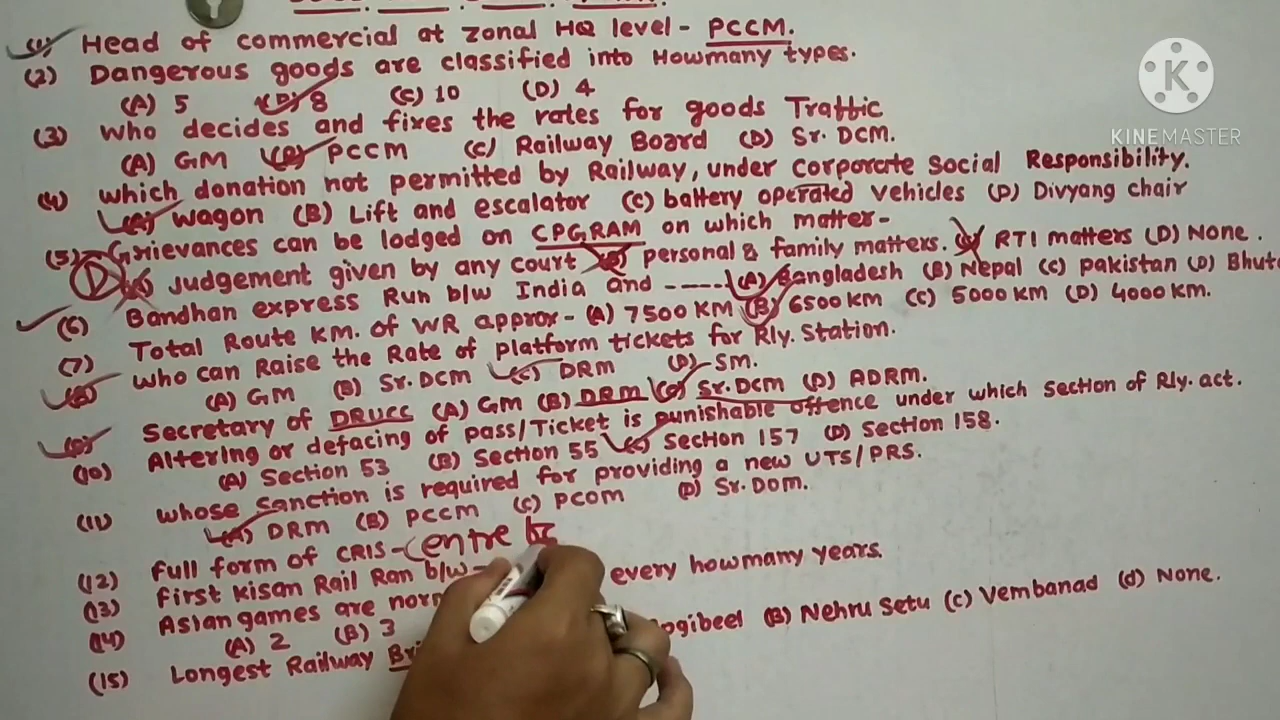 K
KINEMASTER
(1) Head of commercial at zonal HQ level - PCCM.
(2) Dangerous goods are classified into Howmany types.
(A) 5 (B) 8 (C) 10 (D) 4
(3) who decides and fixes the rates for goods Traffic
(A) GM (B) PCCM (C) Railway Board (D) Sr. DCM.
(4) which donation not permitted by Railway, under corporate social Responsibility.
(A) wagon (B) Lift and escalator (C) battery operated vehicles (D) Divyang chair
(5) Grievances can be lodged on CPGRAM on which matter-
D (A) judgement given by any court (B) personal & family matters. (C) RTI matters (D) None.
(6) Bandhan express Run b/w India and ----- (A) Bangladesh (B) Nepal (C) pakistan (D) Bhuta
(7) Total Route KM. of WR approx- (A) 7500 KM (B) 6500 KM (C) 5000 KM (D) 4000 KM.
(8) who can Raise the Rate of platform tickets for Rly. Station.
(A) GM (B) Sr. DCM (C) DRM (D) SM.
(9) Secretary of DRUCC (A) GM (B) DRM (C) Sr. DCM (D) ADRM.
(10) Altering or defacing of pass/Ticket is punishable offence under which section of Rly. act.
(A) Section 53 (B) Section 55 (C) Section 157 (D) Section 158.
(11) whose sanction is required for providing a new UTS/PRS.
(A) DRM (B) PCCM (C) PCOM (D) Sr. DOM.
(12) Full form of CRIS- Centre
(13) First Kisan Rail Ran b/w-
(14) Asian games are every howmany years.
(A) 2 (B) 3
(15) Longest Railway ogibeel (B) Nehru Setu (C) Vembanad (d) None.